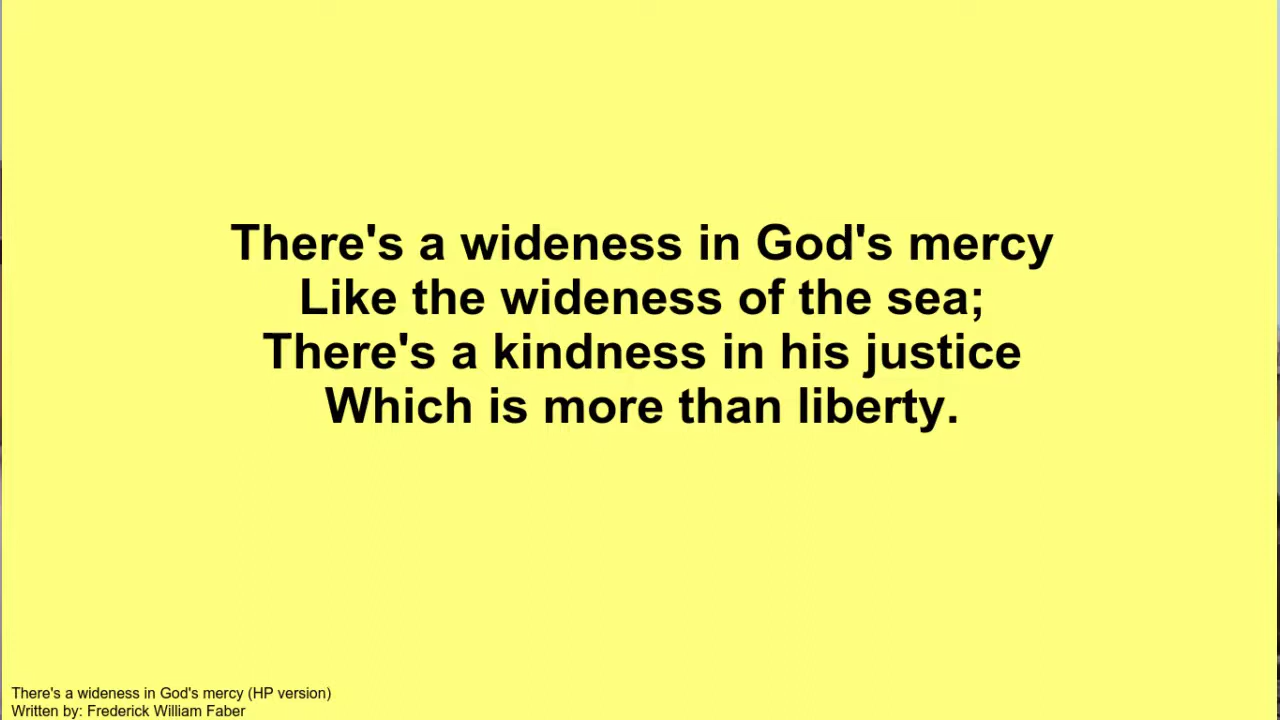 There's a wideness in God's mercy
Like the wideness of the sea;
There's a kindness in his justice
Which is more than liberty.
There's a wideness in God's mercy (HP version)
Written by: Frederick William Faber